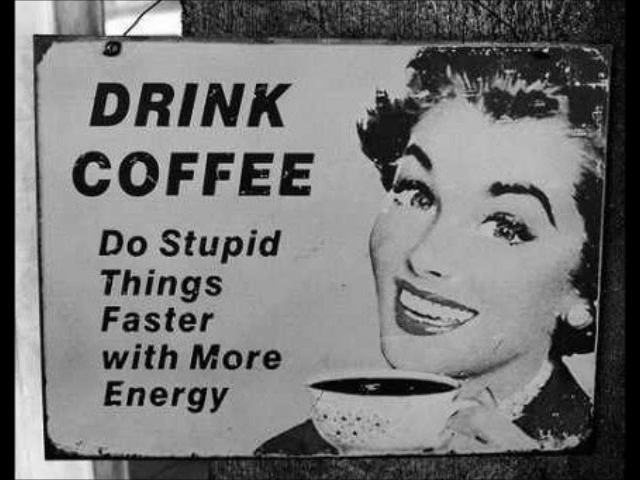 DRINK
COFFEE
Do Stupid
Things
Faster
with More
Energy